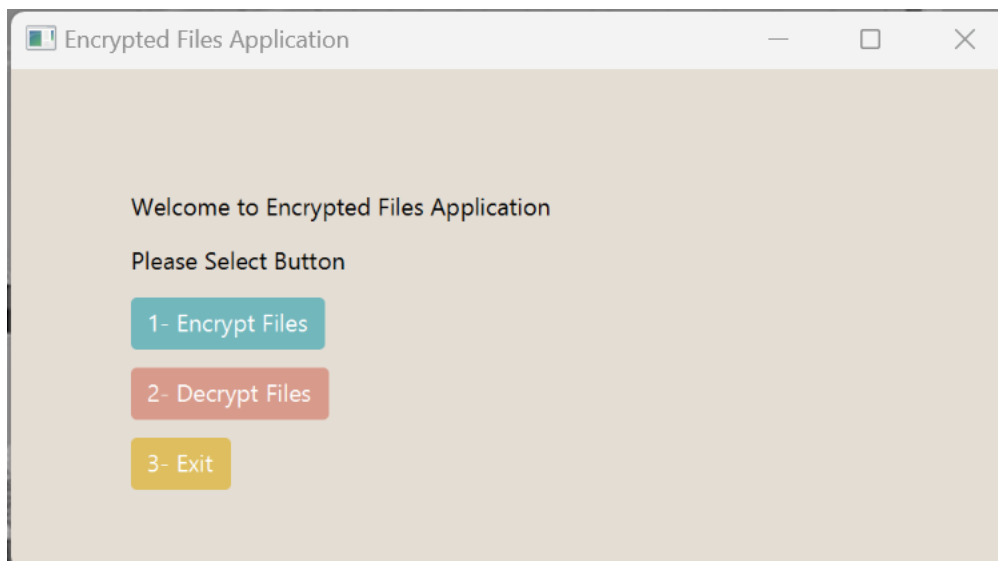 Encrypted Files Application
Welcome to Encrypted Files Application
Please Select Button
1- Encrypt Files
2- Decrypt Files
3- Exit